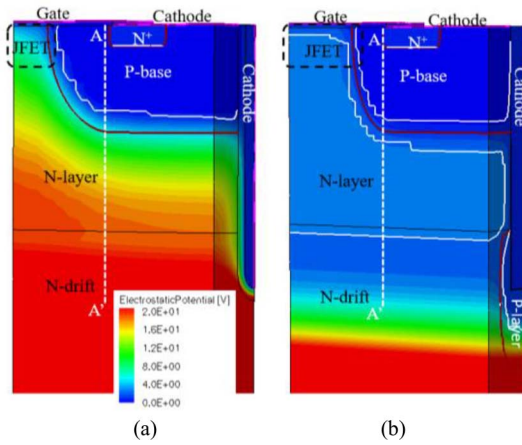 Gate Cathode
JFET
A
N+
P-base
Cathode
N-layer
N-drift
A'
ElectrostaticPotential [V]
2.0E+01
1.6E+01
1.2E+01
8.0E+00
4.0E+00
0.0E+00
(a)
Gate Cathode
JFET
A
N+
P-base
Cathode
N-layer
N-drift
A'
P-layer
(b)